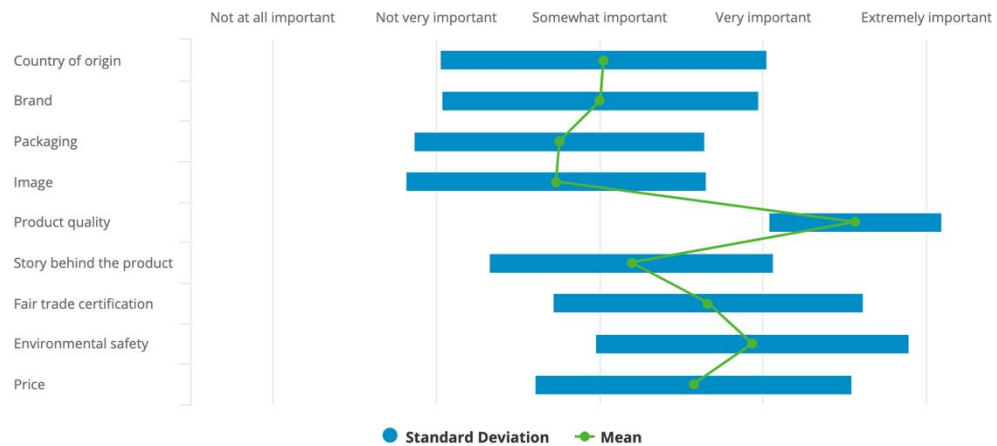 Not at all important Not very important Somewhat important Very important Extremely important
Country of origin
Brand
Packaging
Image
Product quality
Story behind the product
Fair trade certification
Environmental safety
Price
Standard Deviation Mean